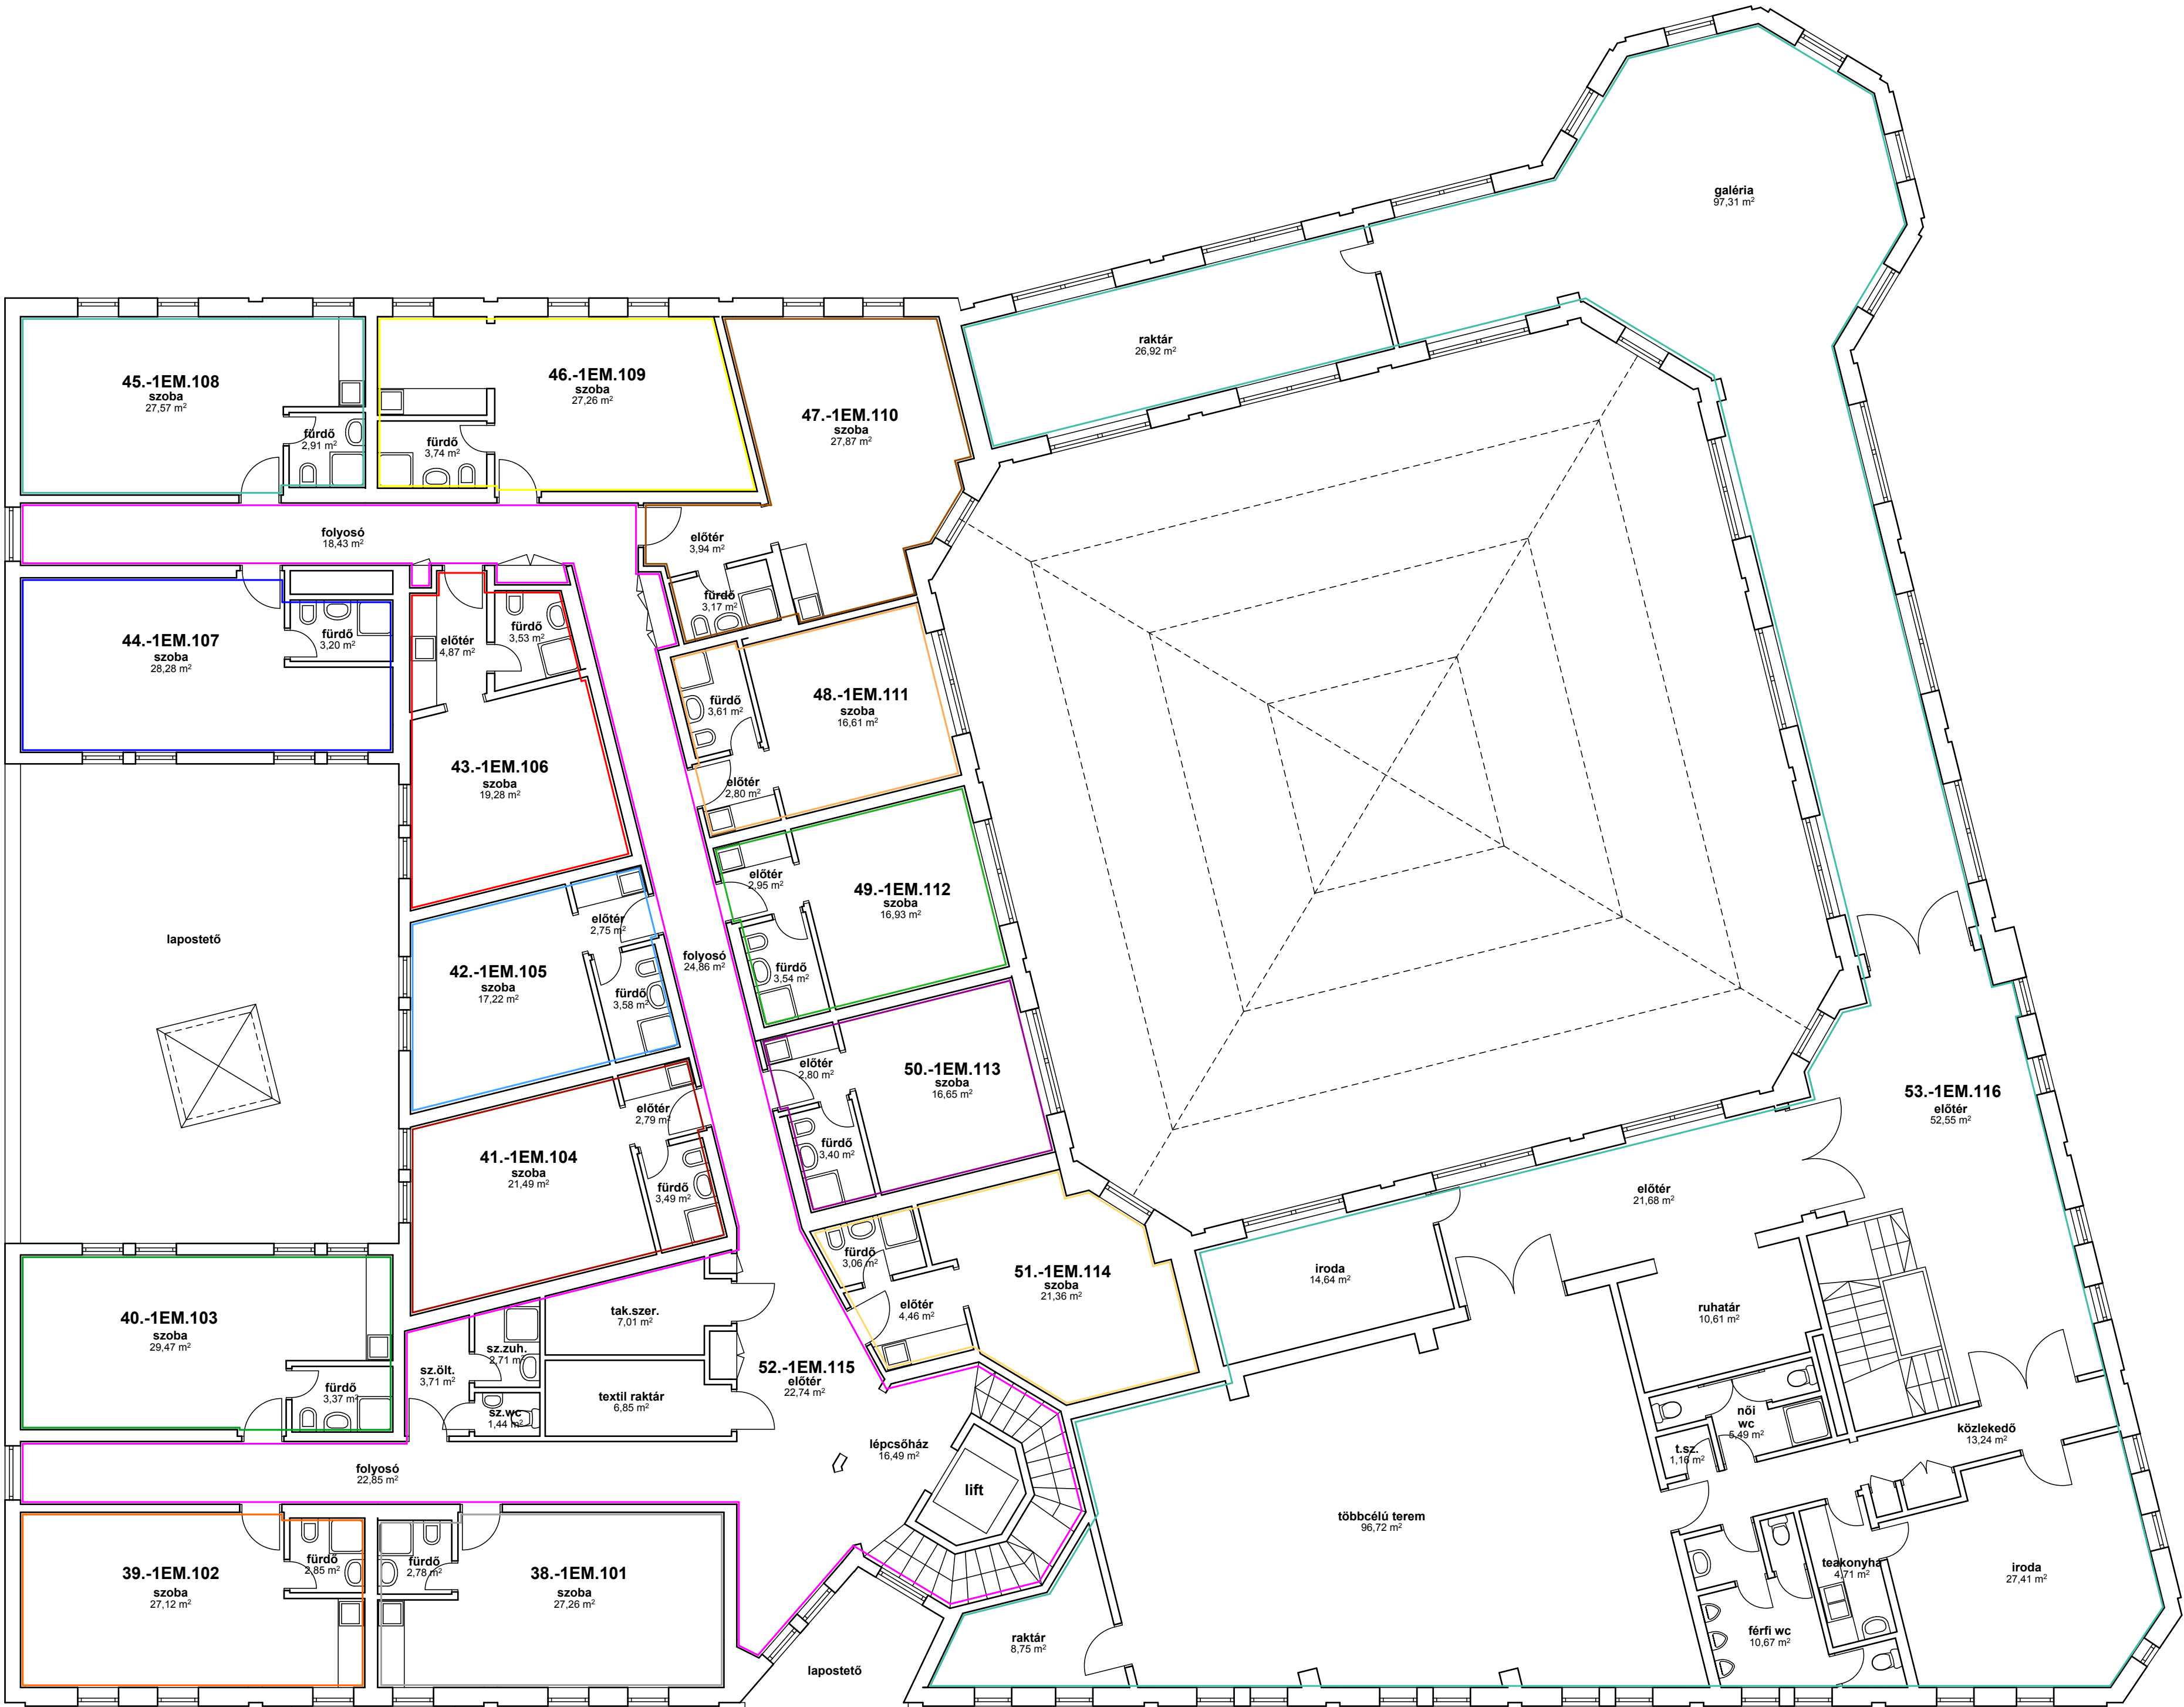 galéria
97,31 m²
raktár
26,92 m²
45.-1EM.108
szoba
27,57 m²
fürdő
2,91 m²
46.-1EM.109
szoba
27,26 m²
fürdő
3,74 m²
47.-1EM.110
szoba
27,87 m²
előtér
3,94 m²
fürdő
3,17 m²
folyosó
18,43 m²
44.-1EM.107
szoba
28,28 m²
fürdő
3,20 m²
előtér
4,87 m²
fürdő
3,53 m²
43.-1EM.106
szoba
19,28 m²
48.-1EM.111
szoba
16,61 m²
fürdő
3,61 m²
előtér
2,80 m²
49.-1EM.112
szoba
16,93 m²
előtér
2,95 m²
fürdő
3,54 m²
lapostető
42.-1EM.105
szoba
17,22 m²
előtér
2,75 m²
fürdő
3,58 m²
folyosó
24,86 m²
50.-1EM.113
szoba
16,65 m²
előtér
2,80 m²
fürdő
3,40 m²
41.-1EM.104
szoba
21,49 m²
előtér
2,79 m²
fürdő
3,49 m²
53.-1EM.116
előtér
52,55 m²
előtér
21,68 m²
iroda
14,64 m²
ruhatár
10,61 m²
51.-1EM.114
szoba
21,36 m²
fürdő
3,06 m²
előtér
4,46 m²
40.-1EM.103
szoba
29,47 m²
fürdő
3,37 m²
sz.ölt.
3,71 m²
sz.zuh.
2,71 m²
sz.wc
1,44 m²
tak.szer.
7,01 m²
textil raktár
6,85 m²
52.-1EM.115
előtér
22,74 m²
lépcsőház
16,49 m²
lift
folyosó
22,85 m²
39.-1EM.102
szoba
27,12 m²
fürdő
2,85 m²
fürdő
2,78 m²
38.-1EM.101
szoba
27,26 m²
női
wc
5,49 m²
t.sz.
1,16 m²
közlekedő
13,24 m²
többcélú terem
96,72 m²
teakonyha
4,71 m²
iroda
27,41 m²
férfi wc
10,67 m²
raktár
8,75 m²
lapostető